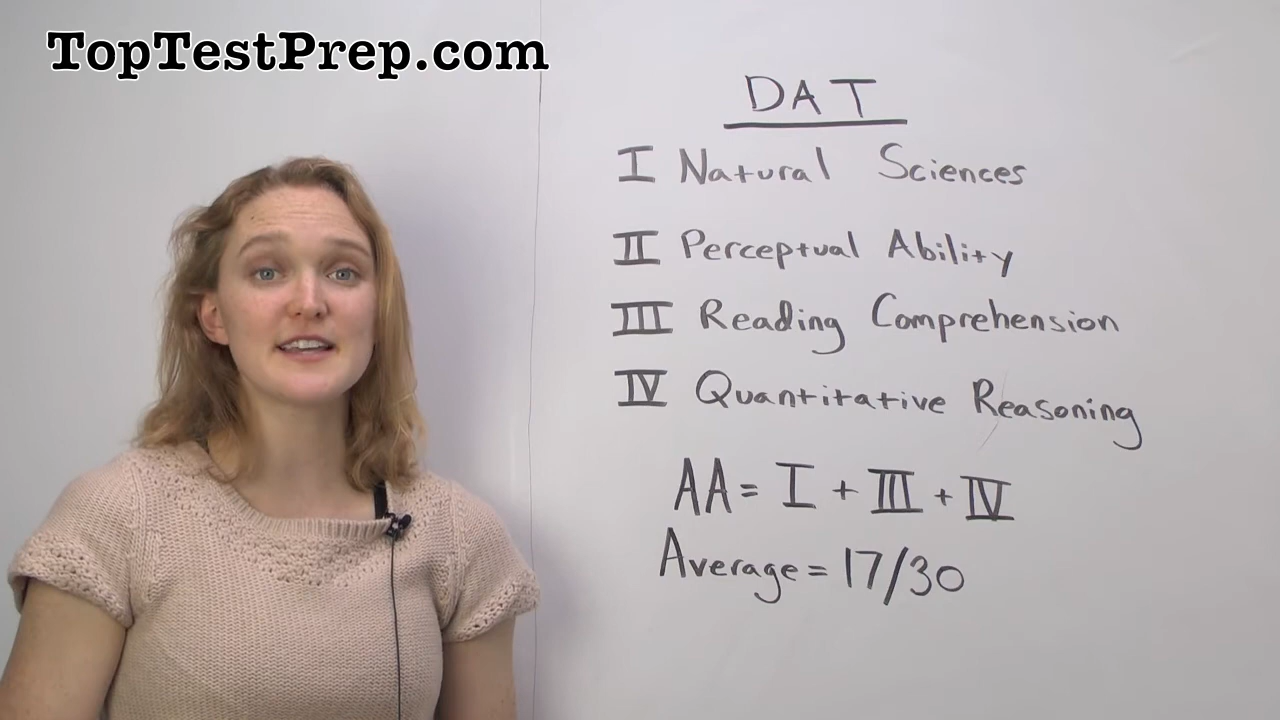 TopTestPrep.com
DAT
I Natural Sciences
II Perceptual Ability
III Reading Comprehension
IV Quantitative Reasoning
AA = I + III + IV
Average = 17/30